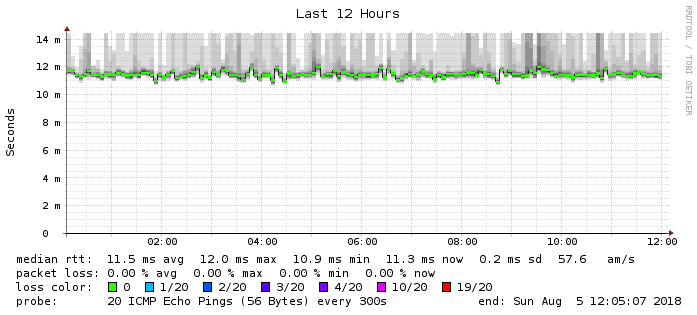 Last 12 Hours
RRDTOOL / TOBI OETIKER
Seconds
14 m
12 m
10 m
8 m
6 m
4 m
2 m
0
02:00 04:00 06:00 08:00 10:00 12:00
median rtt: 11.5 ms avg 12.0 ms max 10.9 ms min 11.3 ms now 0.2 ms sd 57.6 am/s
packet loss: 0.00 % avg 0.00 % max 0.00 % min 0.00 % now
loss color: 0 1/20 2/20 3/20 4/20 10/20 19/20
probe: 20 ICMP Echo Pings (56 Bytes) every 300s end: Sun Aug 5 12:05:07 2018